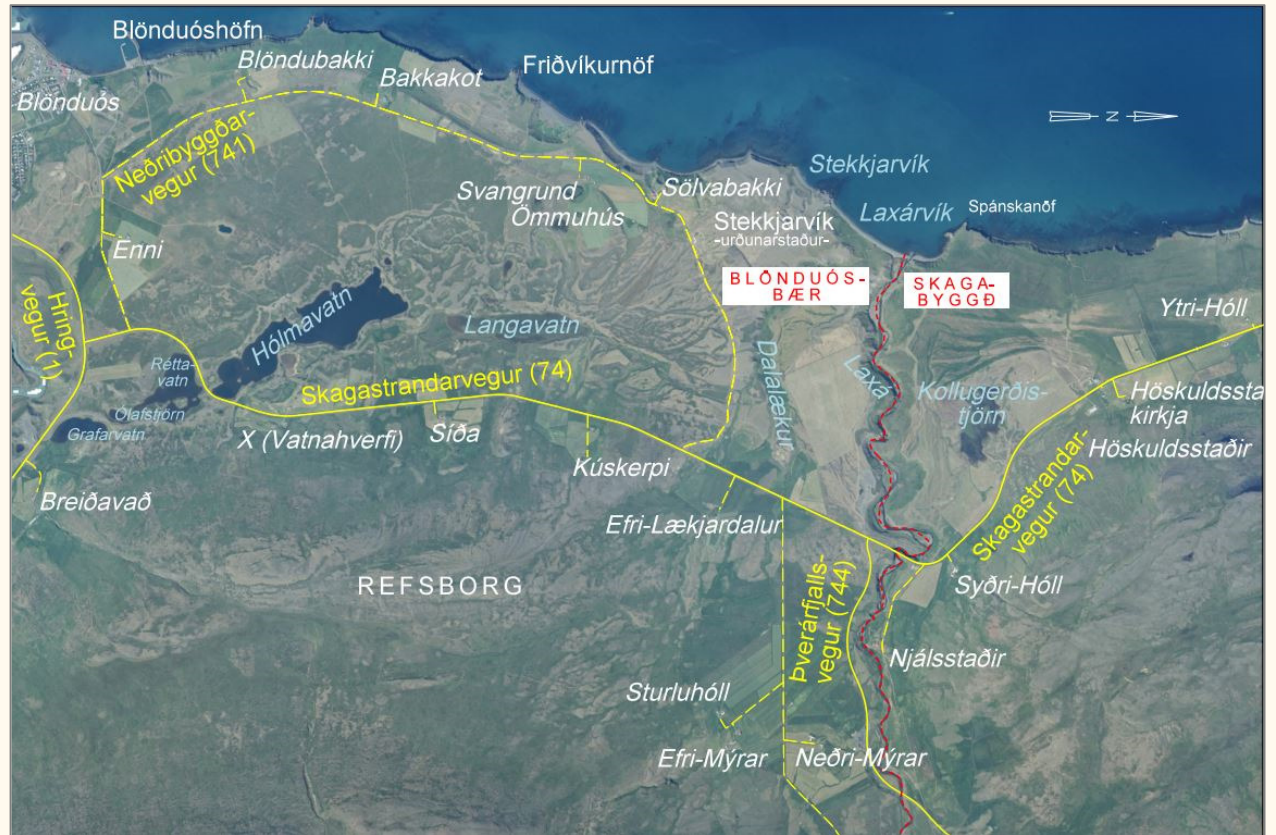 Blönduóshöfn
Blöndubakki
Bakkakot
Friðvíkurnöf
Blönduós
N
Neðribyggðar-
vegur (741)
Stekkjarvík
Svangrund
Ömmuhús
Sölvabakki
Laxárvík
Spánskanöf
Stekkjarvík
-urðunarstaður-
Enni
BLÖNDUÓS-
BÆR
SKAGA-
BYGGÐ
Hring-
vegur (1)
Hólmavatn
Langavatn
Ytri-Hóll
Rétta-
vatn
Skagastrandarvegur (74)
Dalalækur
Laxá
Kollugerðis-
tjörn
Höskuldssta
kirkja
Ólafstjörn
Grafarvatn
X (Vatnahverfi)
Síða
Höskuldsstaðir
Kúskerpi
Breiðavað
Efri-Lækjardalur
Skagastrandar-
vegur (74)
REFSBORG
Þverárfjalls-
vegur (744)
Syðri-Hóll
Njálsstaðir
Sturluhóll
Efri-Mýrar
Neðri-Mýrar